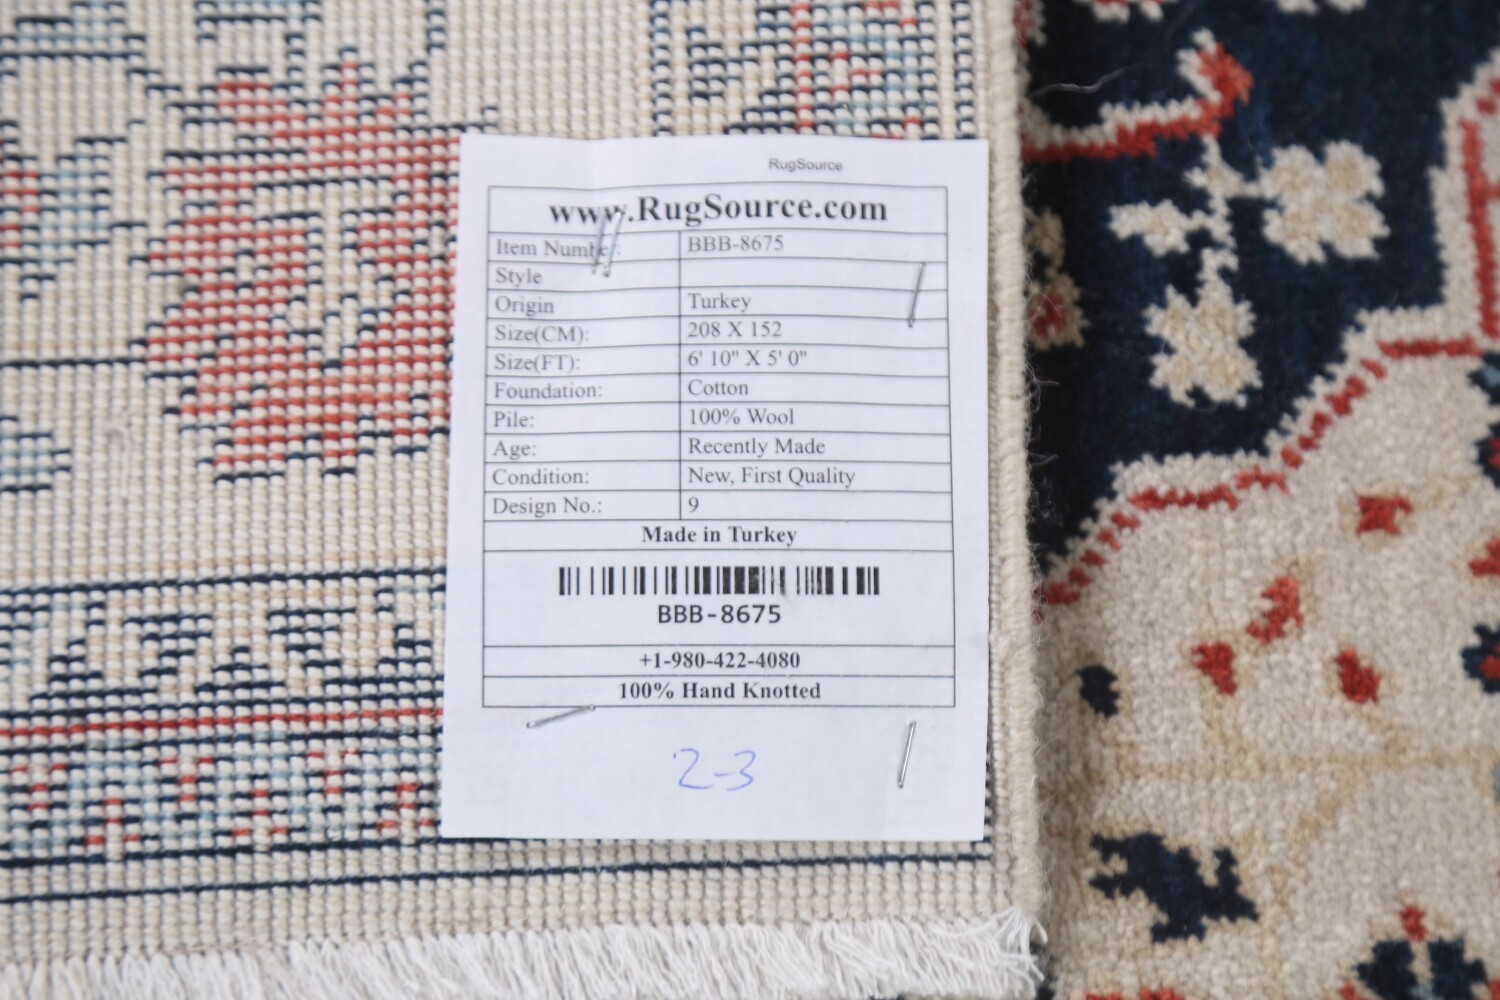 RugSource
www.RugSource.com
Item Number: BBB-8675
Style
Origin Turkey
Size(CM): 208 X 152
Size(FT): 6' 10" X 5' 0"
Foundation: Cotton
Pile: 100% Wool
Age: Recently Made
Condition: New, First Quality
Design No.: 9
Made in Turkey
BBB-8675
+1-980-422-4080
100% Hand Knotted
2-3